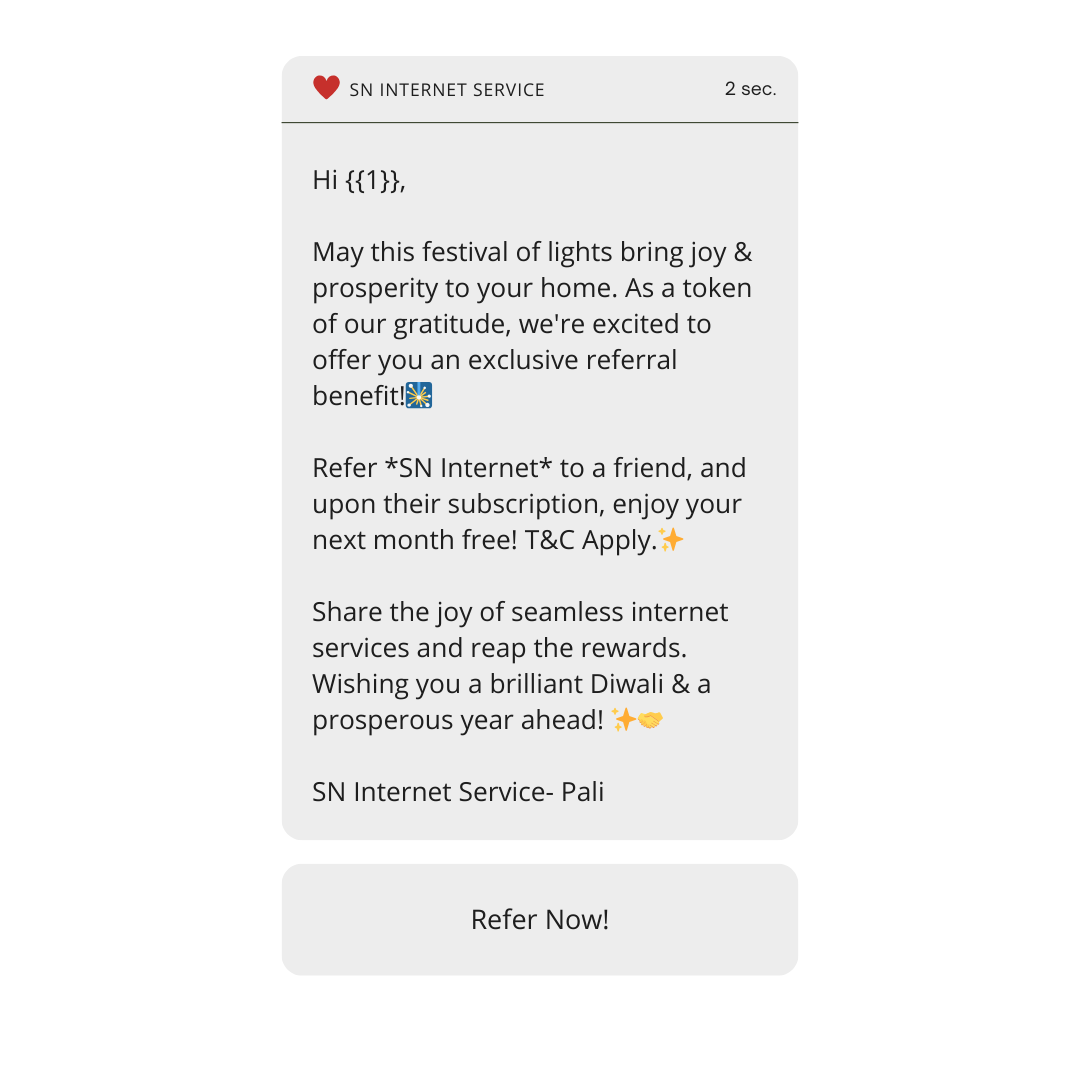 ❤️ SN INTERNET SERVICE 2 sec.
Hi {{1}},
May this festival of lights bring joy &
prosperity to your home. As a token
of our gratitude, we're excited to
offer you an exclusive referral
benefit!🎇
Refer *SN Internet* to a friend, and
upon their subscription, enjoy your
next month free! T&C Apply.✨
Share the joy of seamless internet
services and reap the rewards.
Wishing you a brilliant Diwali & a
prosperous year ahead! ✨🤝
SN Internet Service- Pali
Refer Now!